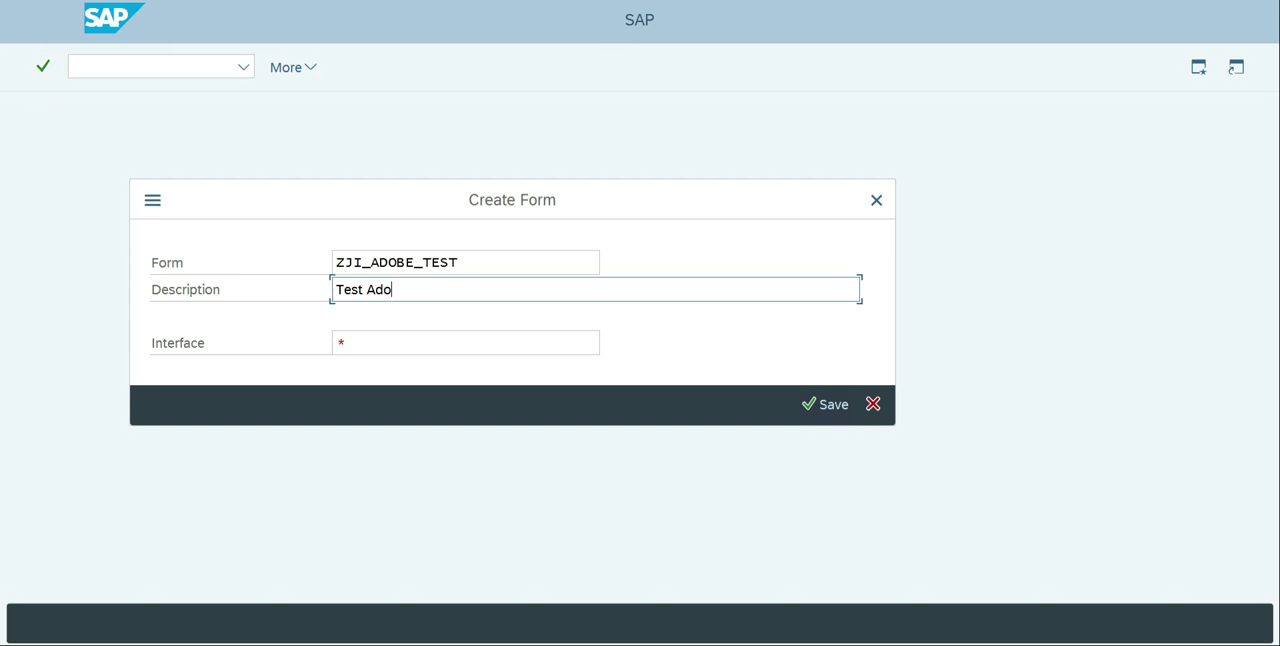 SAP
SAP
More
Create Form
Form ZJI_ADOBE_TEST
Description Test Ado
Interface *
Save